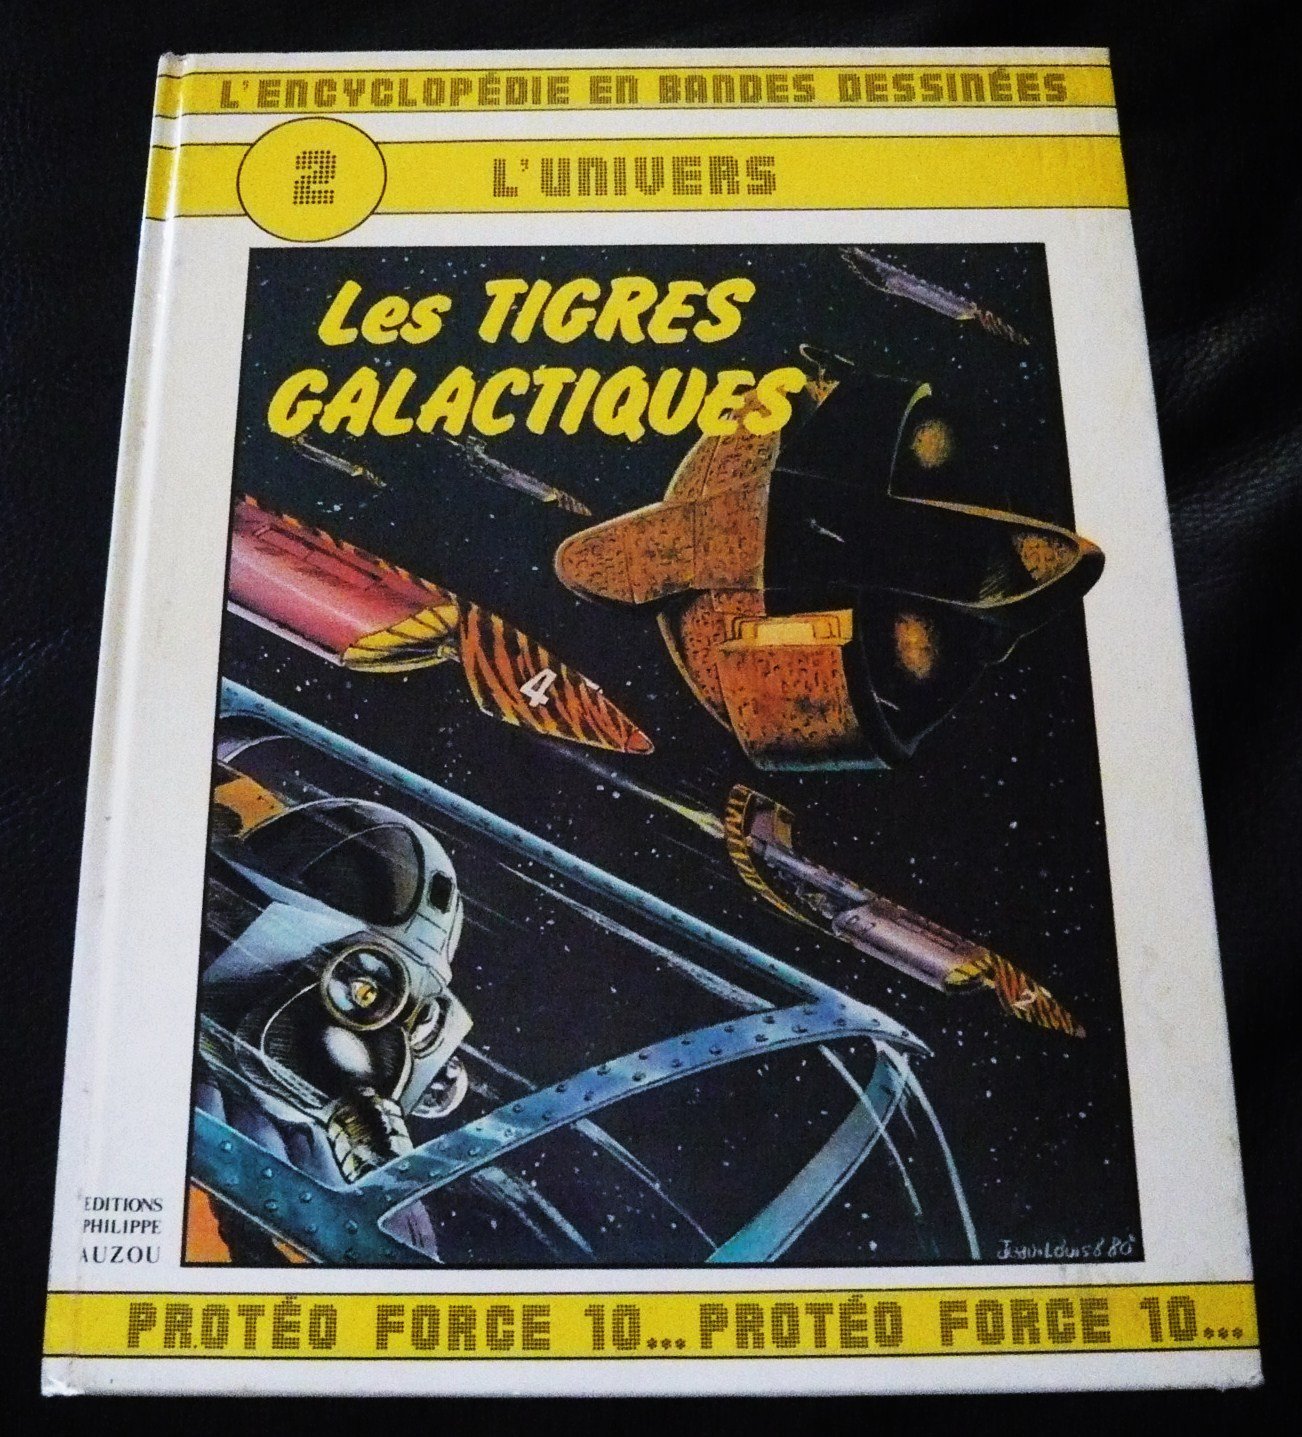 L'ENCYCLOPÉDIE EN BANDES DESSINÉES
2
L'UNIVERS
Les TIGRES
GALACTIQUES
4
2
EDITIONS
PHILIPPE
AUZOU
PROTÉO FORCE 10... PROTÉO FORCE 10...